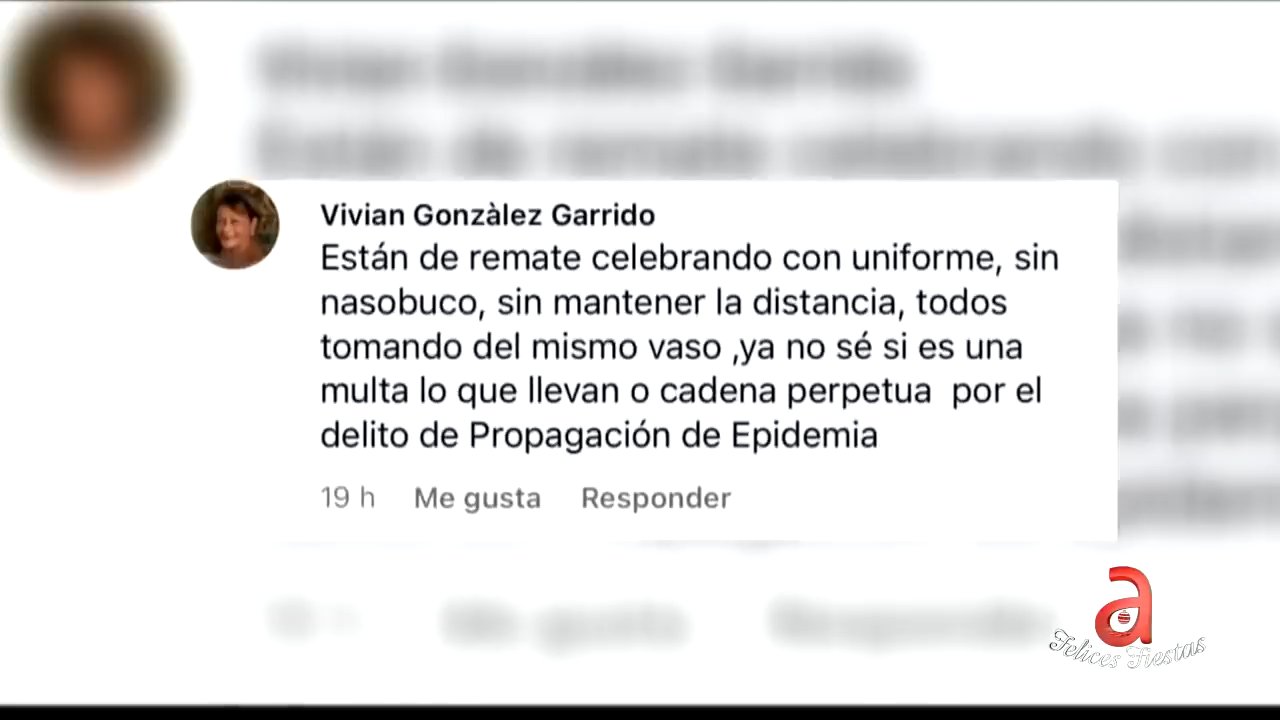 Vivian Gonzàlez Garrido
Están de remate celebrando con uniforme, sin
nasobuco, sin mantener la distancia, todos
tomando del mismo vaso ,ya no sé si es una
multa lo que llevan o cadena perpetua  por el
delito de Propagación de Epidemia
19 h Me gusta Responder
a
Felices Fiestas